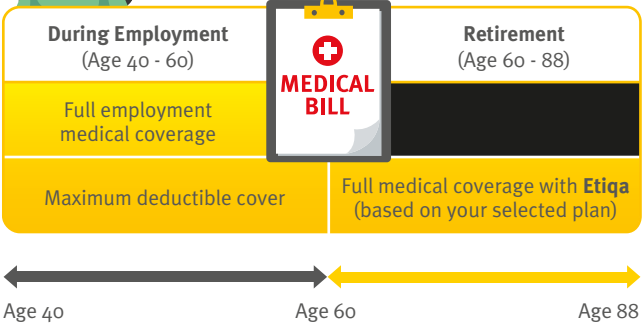 During Employment
(Age 40 - 60)
MEDICAL
BILL
Retirement
(Age 60 - 88)
Full employment
medical coverage
Maximum deductible cover
Full medical coverage with Etiqa
(based on your selected plan)
Age 40
Age 60
Age 88